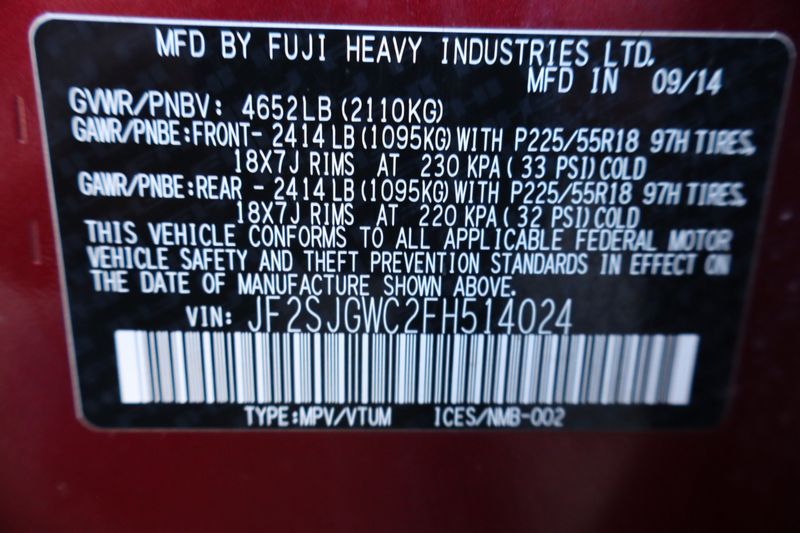 MFD BY FUJI HEAVY INDUSTRIES LTD.
MFD IN 09/14
GVWR/PNBV: 4652LB (2110KG)
GAWR/PNBE:FRONT- 2414LB (1095KG) WITH P225/55R18 97H TIRES,
18X7J RIMS AT 230 KPA (33 PSI) COLD
GAWR/PNBE:REAR - 2414LB (1095KG) WITH P225/55R18 97H TIRES
18X7J RIMS AT 220 KPA (32 PSI) COLD
THIS VEHICLE CONFORMS TO ALL APPLICABLE FEDERAL MOTOR
VEHICLE SAFETY AND THEFT PREVENTION STANDARDS IN EFFECT ON
THE DATE OF MANUFACTURE SHOWN ABOVE.
VIN: JF2SJGWC2FH514024
TYPE:MPV/VTUM ICES/NMB-002